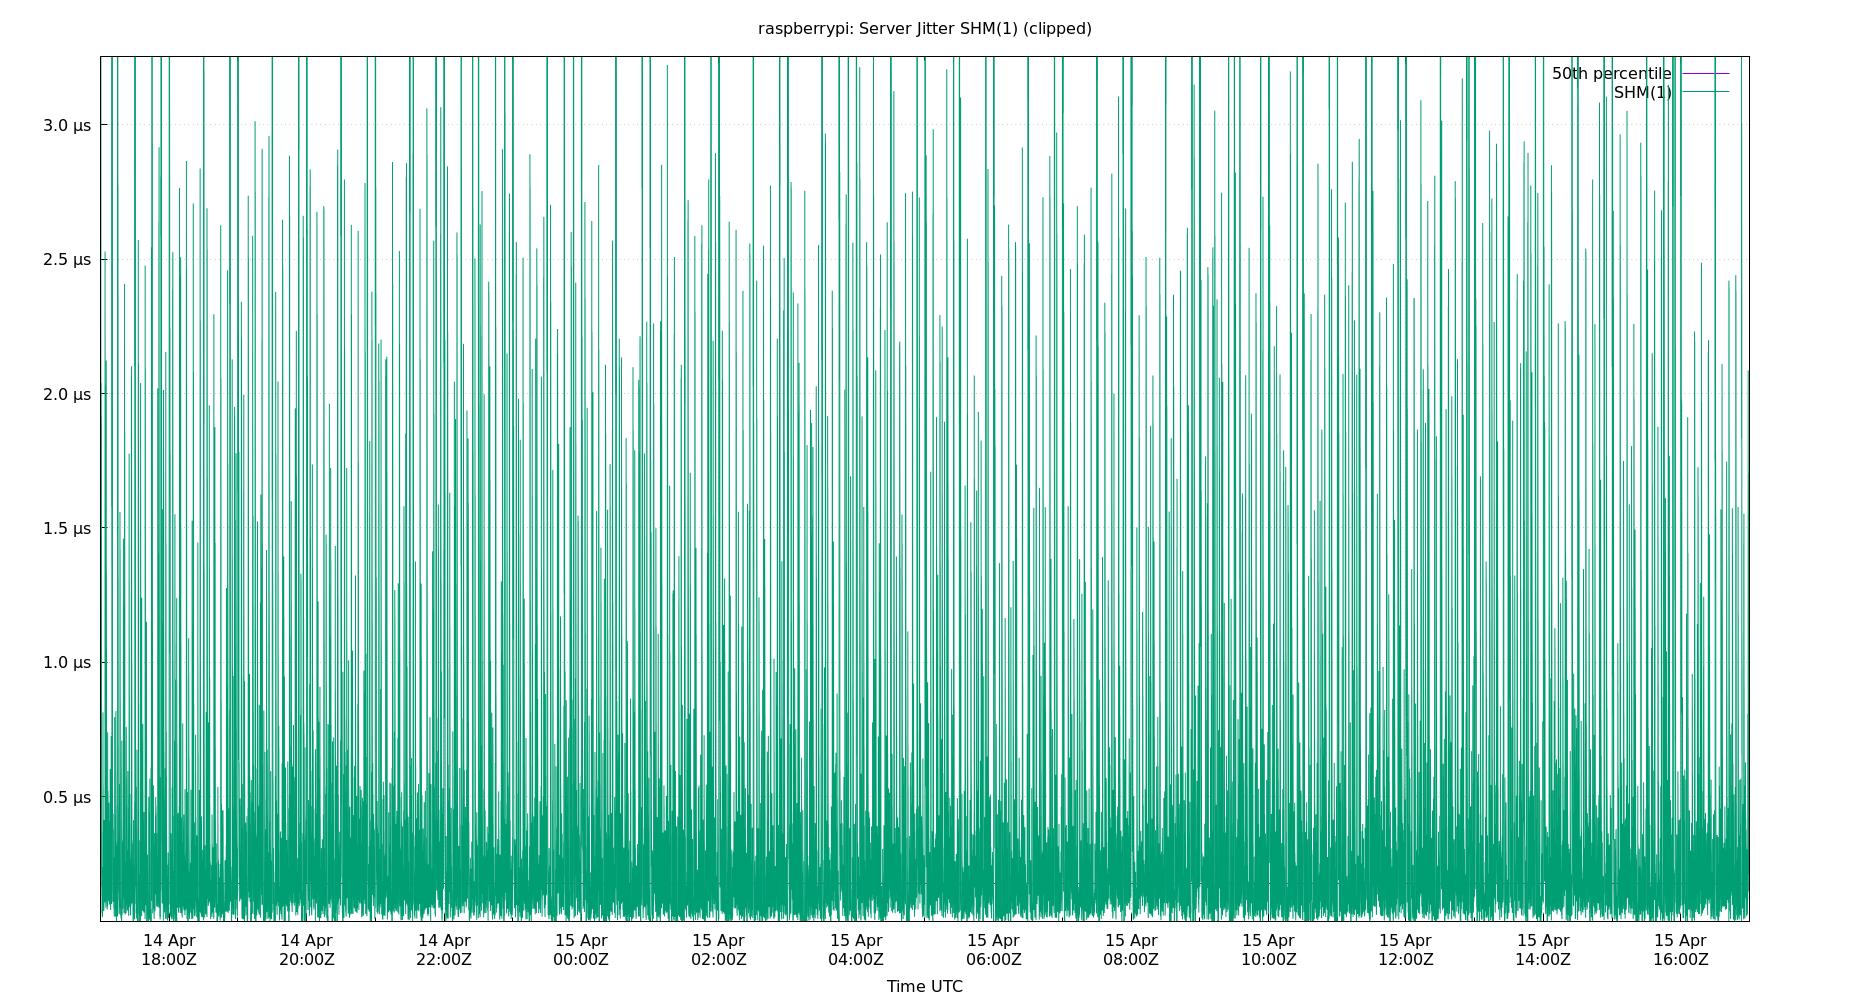 raspberrypi: Server Jitter SHM(1) (clipped)
50th percentile
SHM(1)
3.0 μs
2.5 μs
2.0 μs
1.5 μs
1.0 μs
0.5 μs
14 Apr 14 Apr 14 Apr 15 Apr 15 Apr 15 Apr 15 Apr 15 Apr 15 Apr 15 Apr 15 Apr 15 Apr
18:00Z 20:00Z 22:00Z 00:00Z 02:00Z 04:00Z 06:00Z 08:00Z 10:00Z 12:00Z 14:00Z 16:00Z
Time UTC